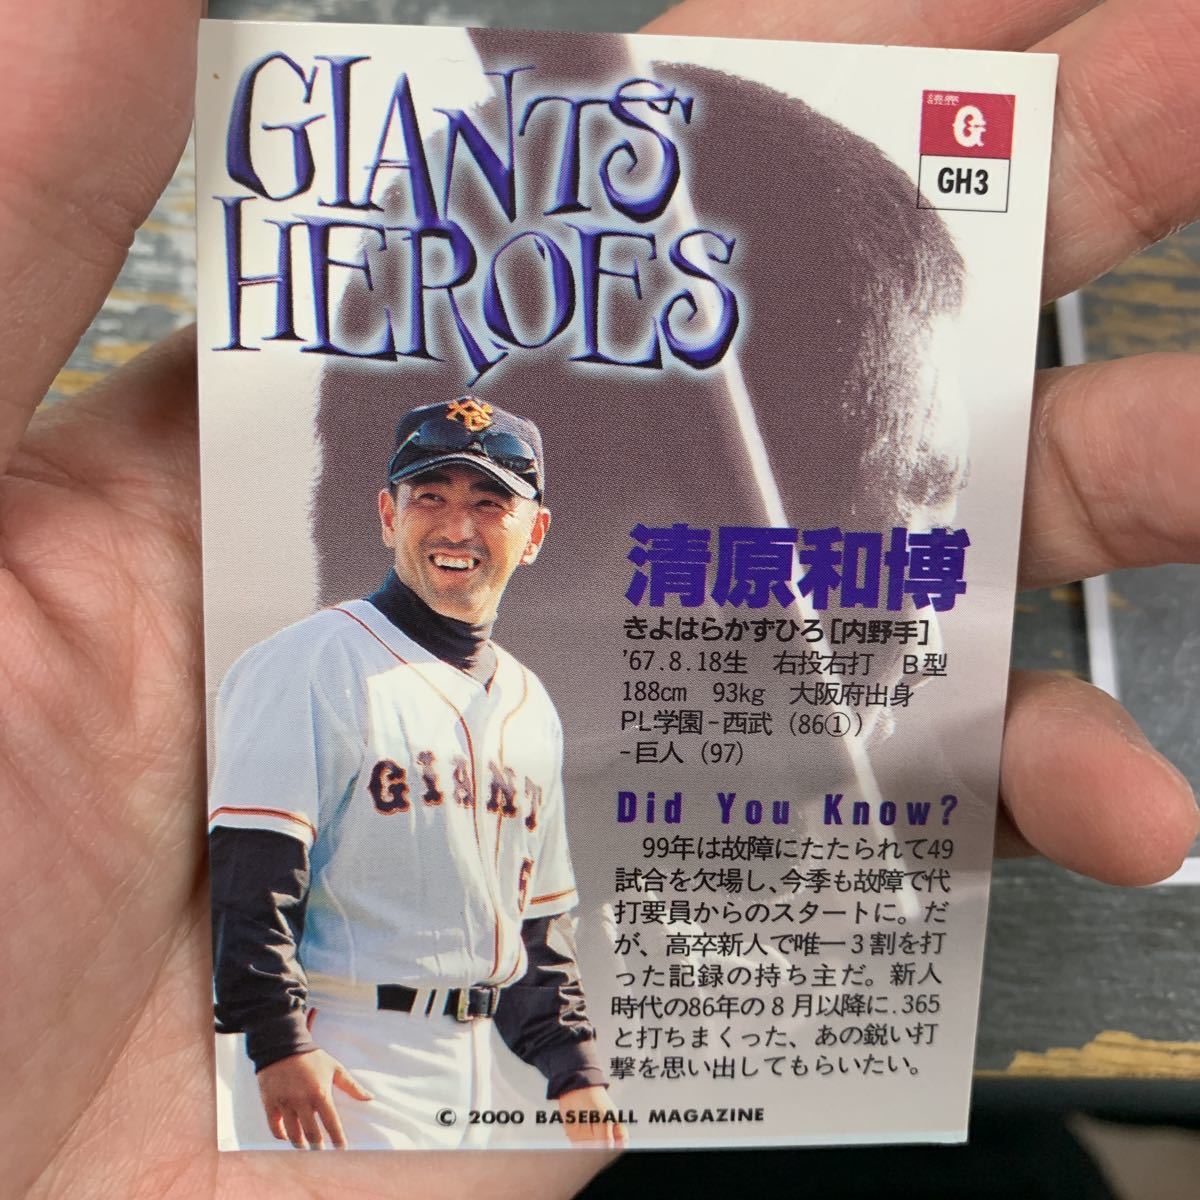 GIANTS
HEROES
G
GH3
清原和博
きよはらかずひろ[内野手]
'67.8.18生　右投右打　B型
188cm　93kg　大阪府出身
PL学園-西武（86①）
-巨人（97）
Did You Know?
99年は故障にたたられて49
試合を欠場し、今季も故障で代
打要員からのスタートに。だ
が、高卒新人で唯一３割を打
った記録の持ち主だ。新人
時代の86年の８月以降に.365
と打ちまくった、あの鋭い打
撃を思い出してもらいたい。
GIANT
5
© 2000 BASEBALL MAGAZINE